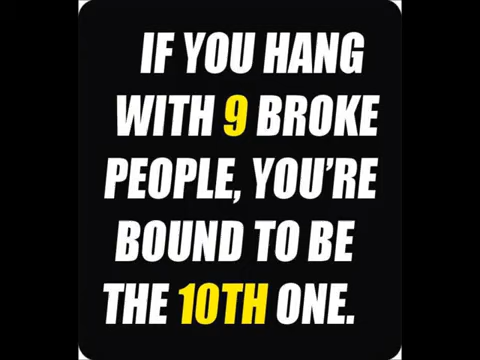 IF YOU HANG
WITH 9 BROKE
PEOPLE, YOU'RE
BOUND TO BE
THE 10TH ONE.